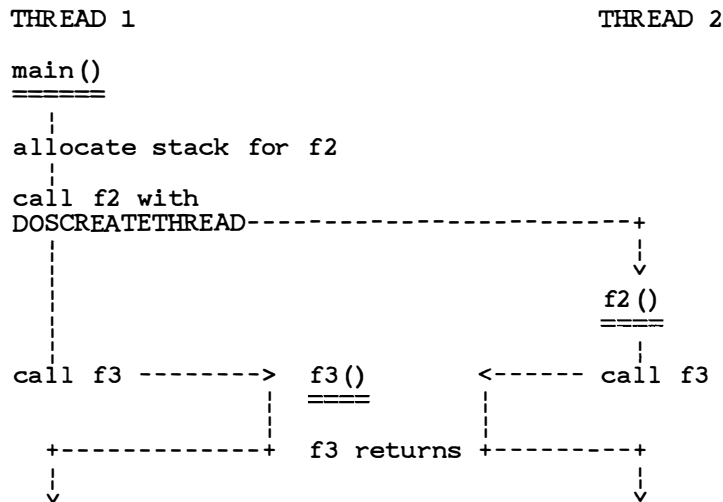 THREAD 1 THREAD 2
main()
======
allocate stack for f2
call f2 with
DOSCREATETHREAD---------------------------+
f2()
====
call f3 --------> f3() <------ call f3
====
+--------------+ f3 returns +----------+